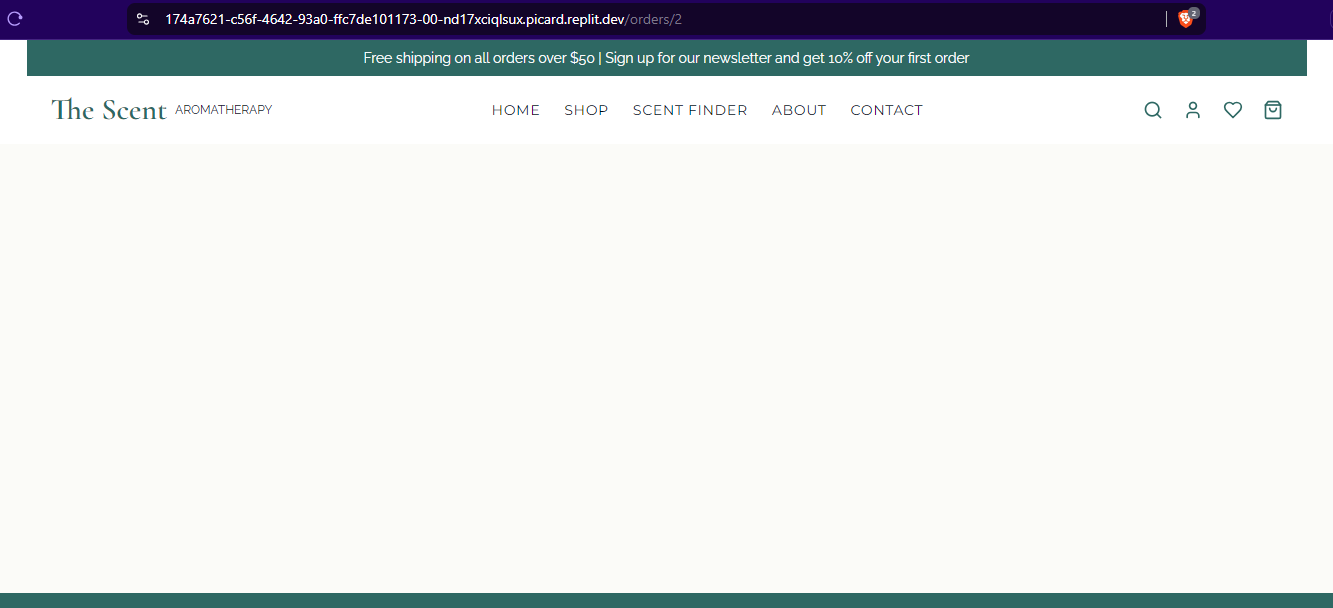 174a7621-c56f-4642-93a0-ffc7de101173-00-nd17xciqlsux.picard.replit.dev/orders/2
2
Free shipping on all orders over $50 | Sign up for our newsletter and get 10% off your first order
The Scent AROMATHERAPY HOME SHOP SCENT FINDER ABOUT CONTACT